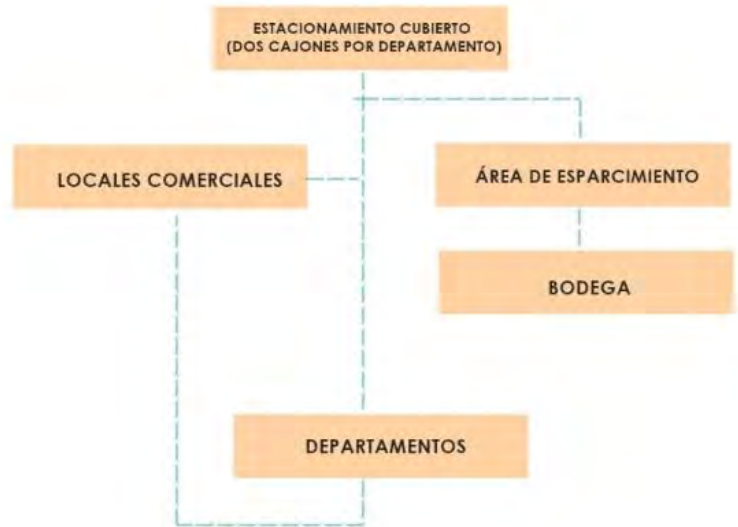 ESTACIONAMIENTO CUBIERTO
(DOS CAJONES POR DEPARTAMENTO)
LOCALES COMERCIALES
ÁREA DE ESPARCIMIENTO
BODEGA
DEPARTAMENTOS